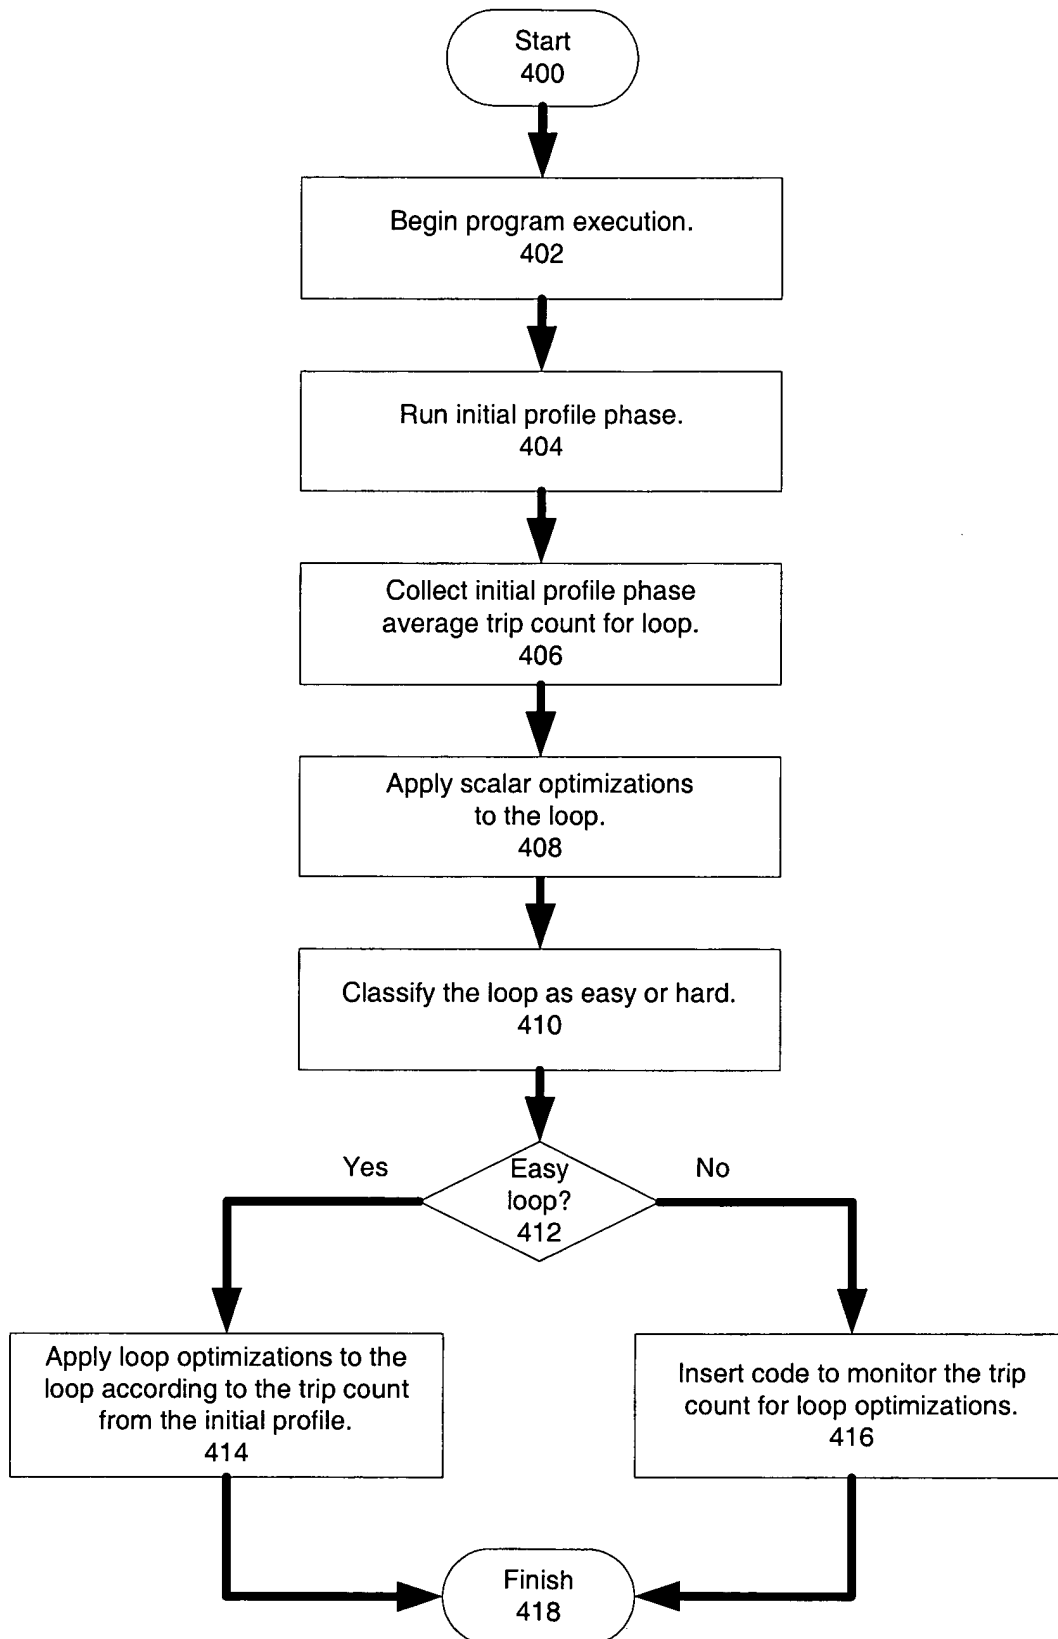 Start
400
Begin program execution.
402
Run initial profile phase.
404
Collect initial profile phase
average trip count for loop.
406
Apply scalar optimizations
to the loop.
408
Classify the loop as easy or hard.
410
Yes
Easy
loop?
412
No
Apply loop optimizations to the
loop according to the trip count
from the initial profile.
414
Insert code to monitor the trip
count for loop optimizations.
416
Finish
418